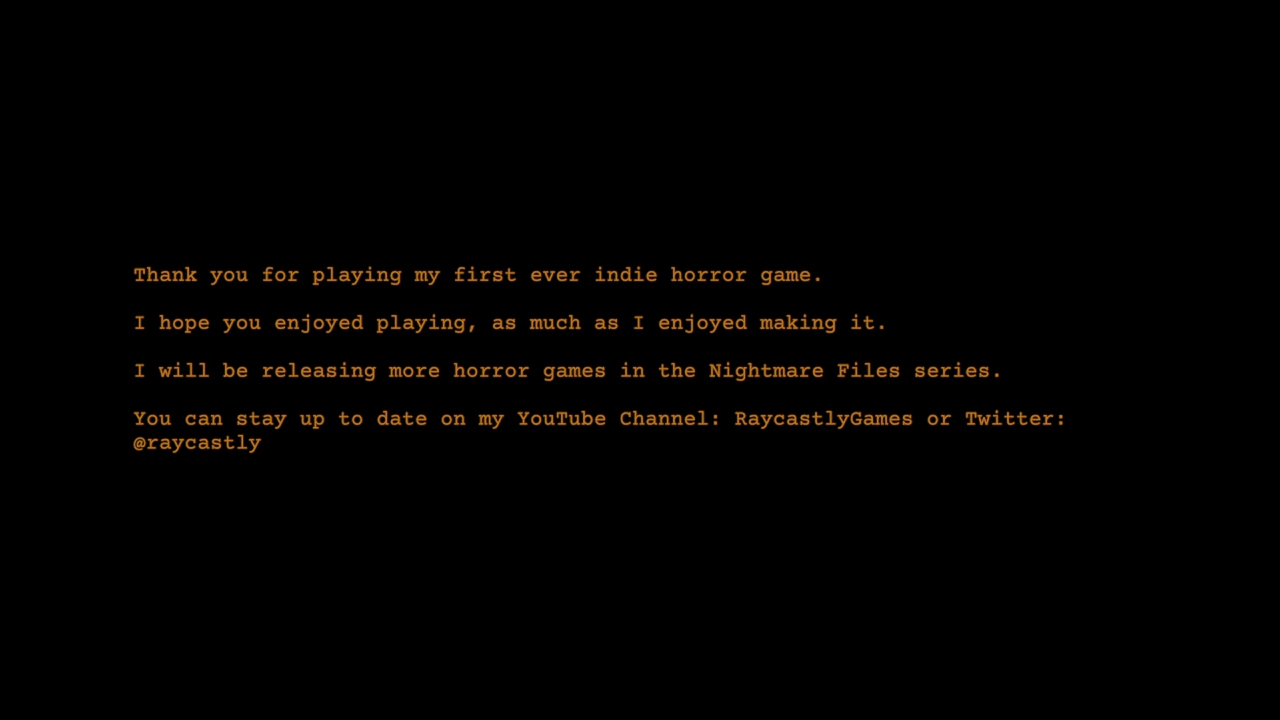 Thank you for playing my first ever indie horror game.
I hope you enjoyed playing, as much as I enjoyed making it.
I will be releasing more horror games in the Nightmare Files series.
You can stay up to date on my YouTube Channel: RaycastlyGames or Twitter:
@raycastly